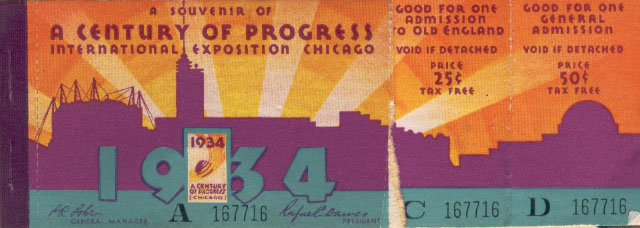 A SOUVENIR OF
A CENTURY OF PROGRESS
INTERNATIONAL EXPOSITION CHICAGO
1934
1934
A CENTURY
OF PROGRESS
CHICAGO
GENERAL MANAGER
A 167716
Rufus C. Dawes
PRESIDENT
GOOD FOR ONE
ADMISSION
TO OLD ENGLAND
VOID IF DETACHED
PRICE
25¢
TAX FREE
C 167716
GOOD FOR ONE
GENERAL
ADMISSION
VOID IF DETACHED
PRICE
50¢
TAX FREE
D 167716